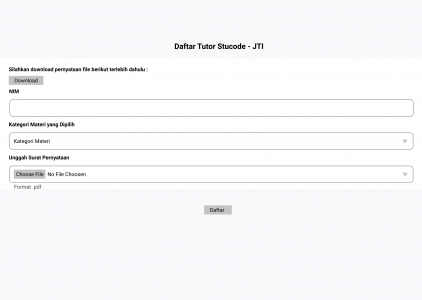 Daftar Tutor Stucode - JTI
Silahkan download pernyataan file berikut terlebih dahulu :
Download
NIM
Kategori Materi yang Dipilih
Kategori Materi
Unggah Surat Pernyataan
Choose File No File Choosen
Format .pdf
Daftar